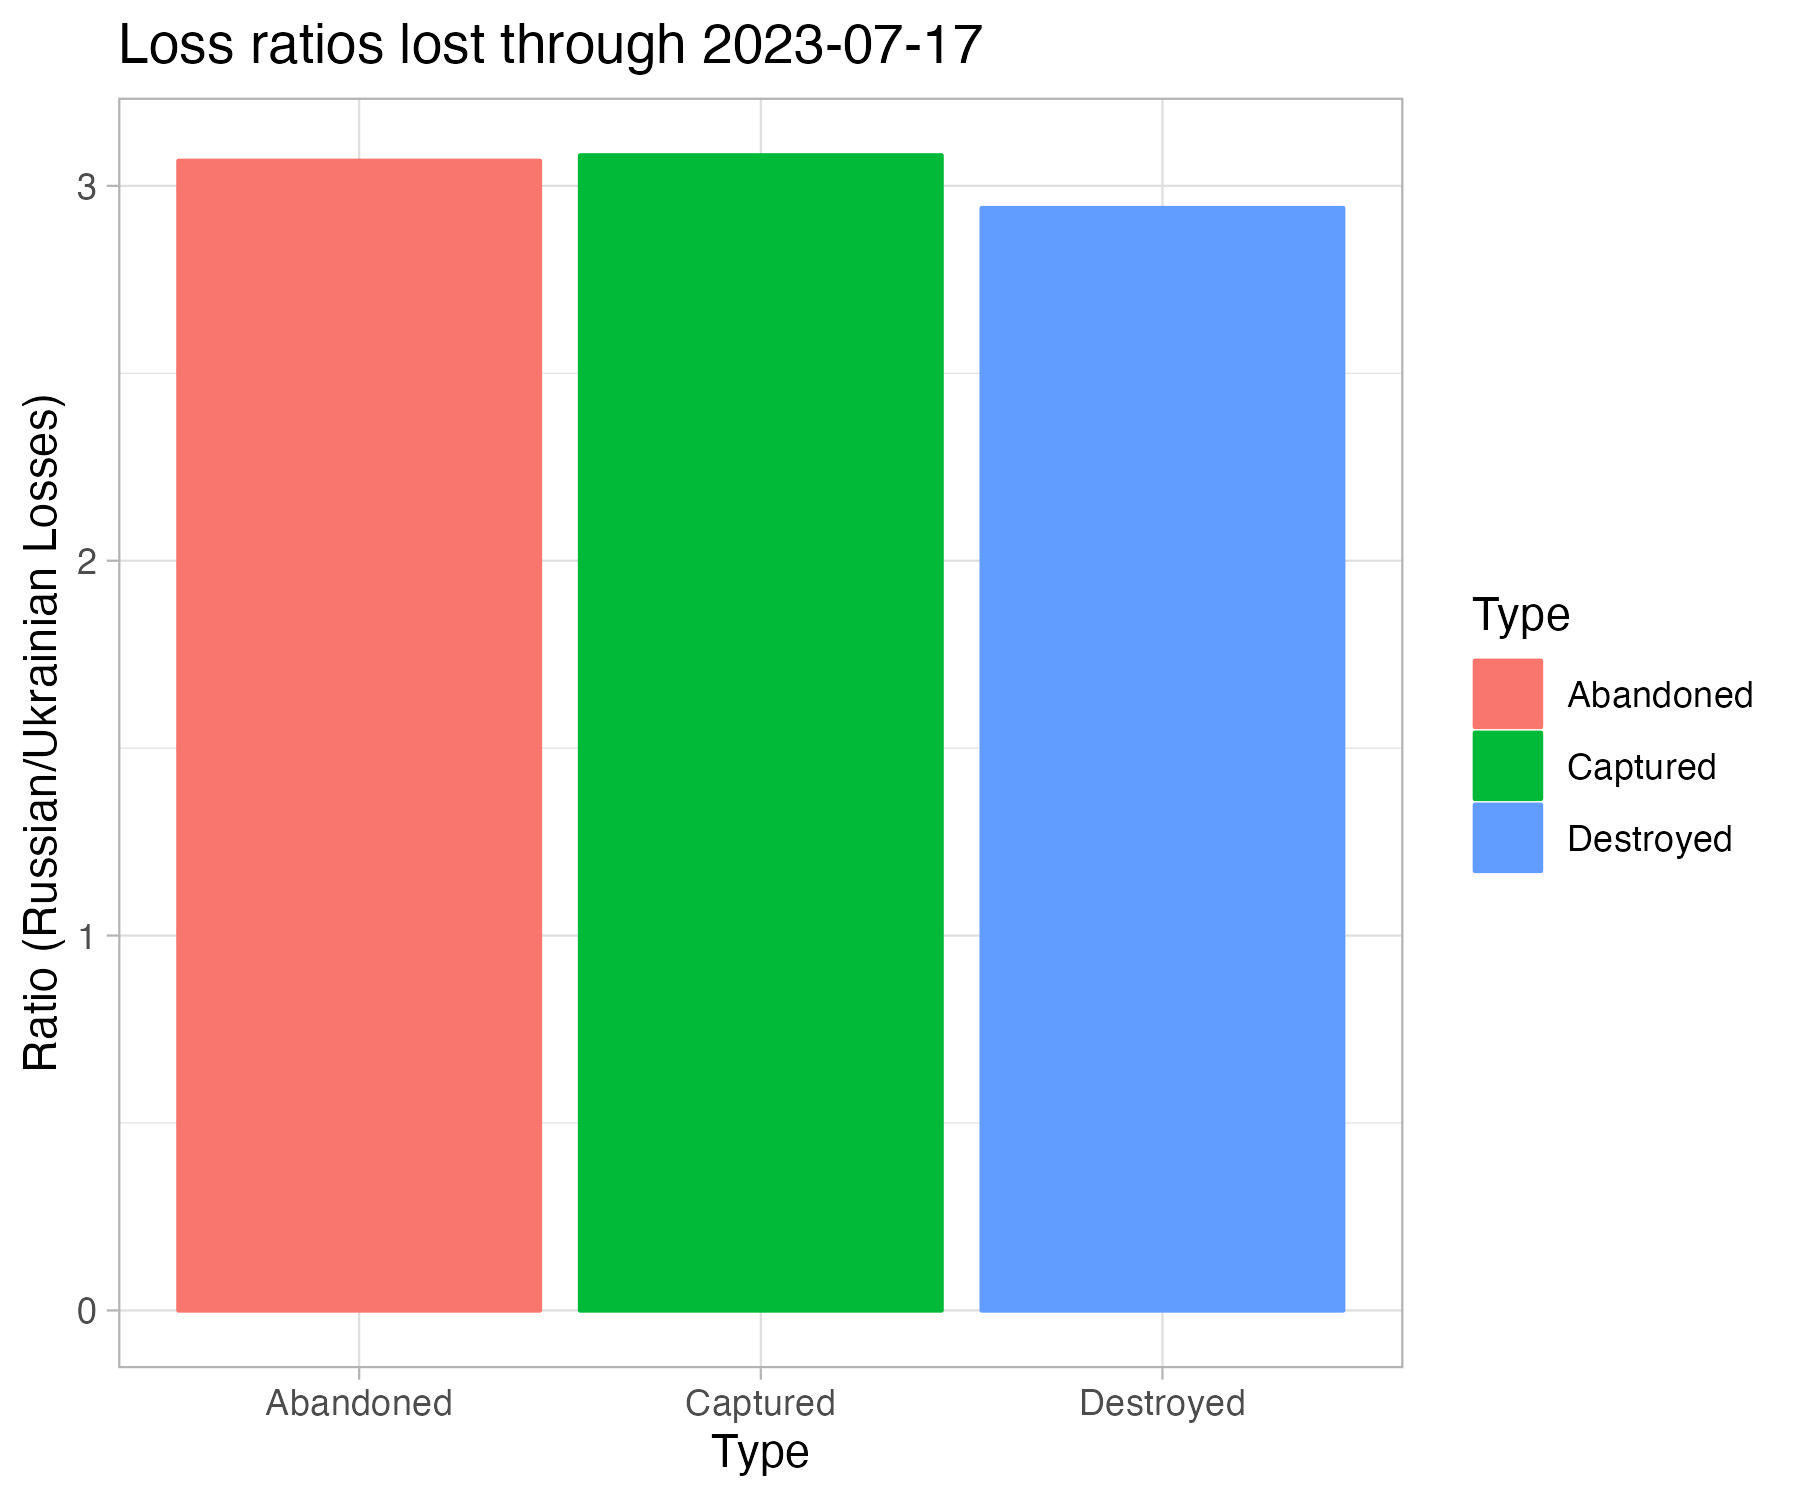 Loss ratios lost through 2023-07-17
Ratio (Russian/Ukrainian Losses)
3
2
1
0
Abandoned
Captured
Destroyed
Type
Type
Abandoned
Captured
Destroyed